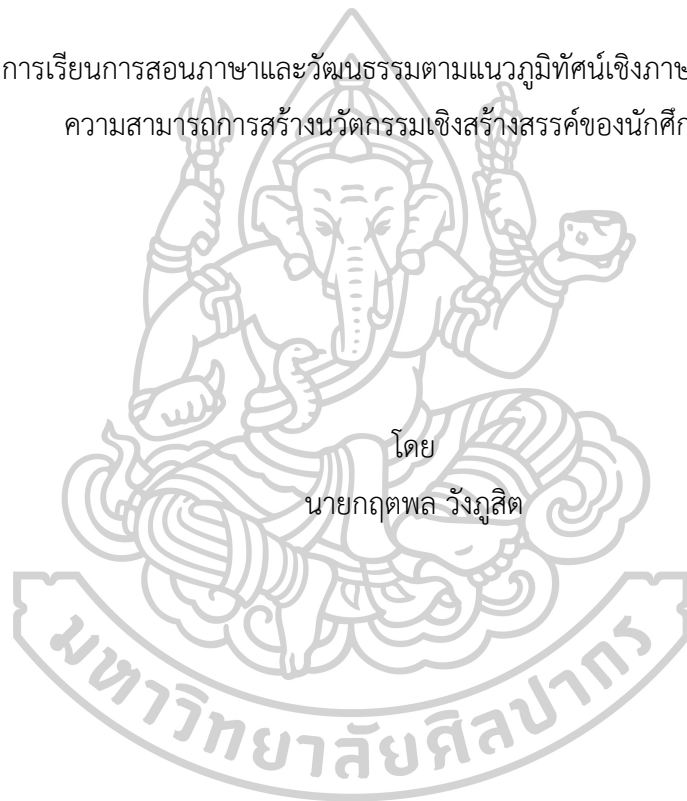 การเรียนการสอนภาษาและวัฒนธรรมตามแนวภูมิทัศน์เชิงภาษ
ความสามารถการสร้างนวัตกรรมเชิงสร้างสรรค์ของนักศึก
โดย
นายกฤตพล วังภูสิต
มหาวิทยาลัยศิลปากร